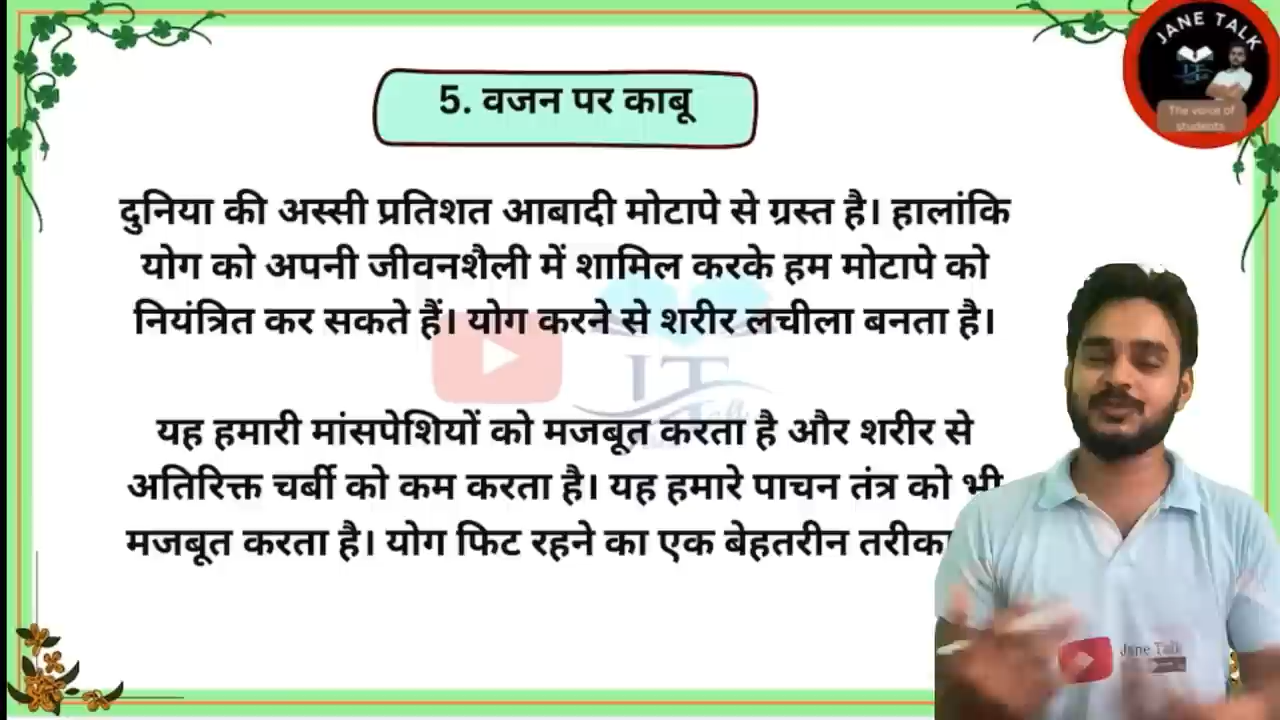 JANE TALK
The voice of
students
5. वजन पर काबू
दुनिया की अस्सी प्रतिशत आबादी मोटापे से ग्रस्त है। हालांकि
योग को अपनी जीवनशैली में शामिल करके हम मोटापे को
नियंत्रित कर सकते हैं। योग करने से शरीर लचीला बनता है।
यह हमारी मांसपेशियों को मजबूत करता है और शरीर से
अतिरिक्त चर्बी को कम करता है। यह हमारे पाचन तंत्र को भी
मजबूत करता है। योग फिट रहने का एक बेहतरीन तरीका
JT
Jane Talk